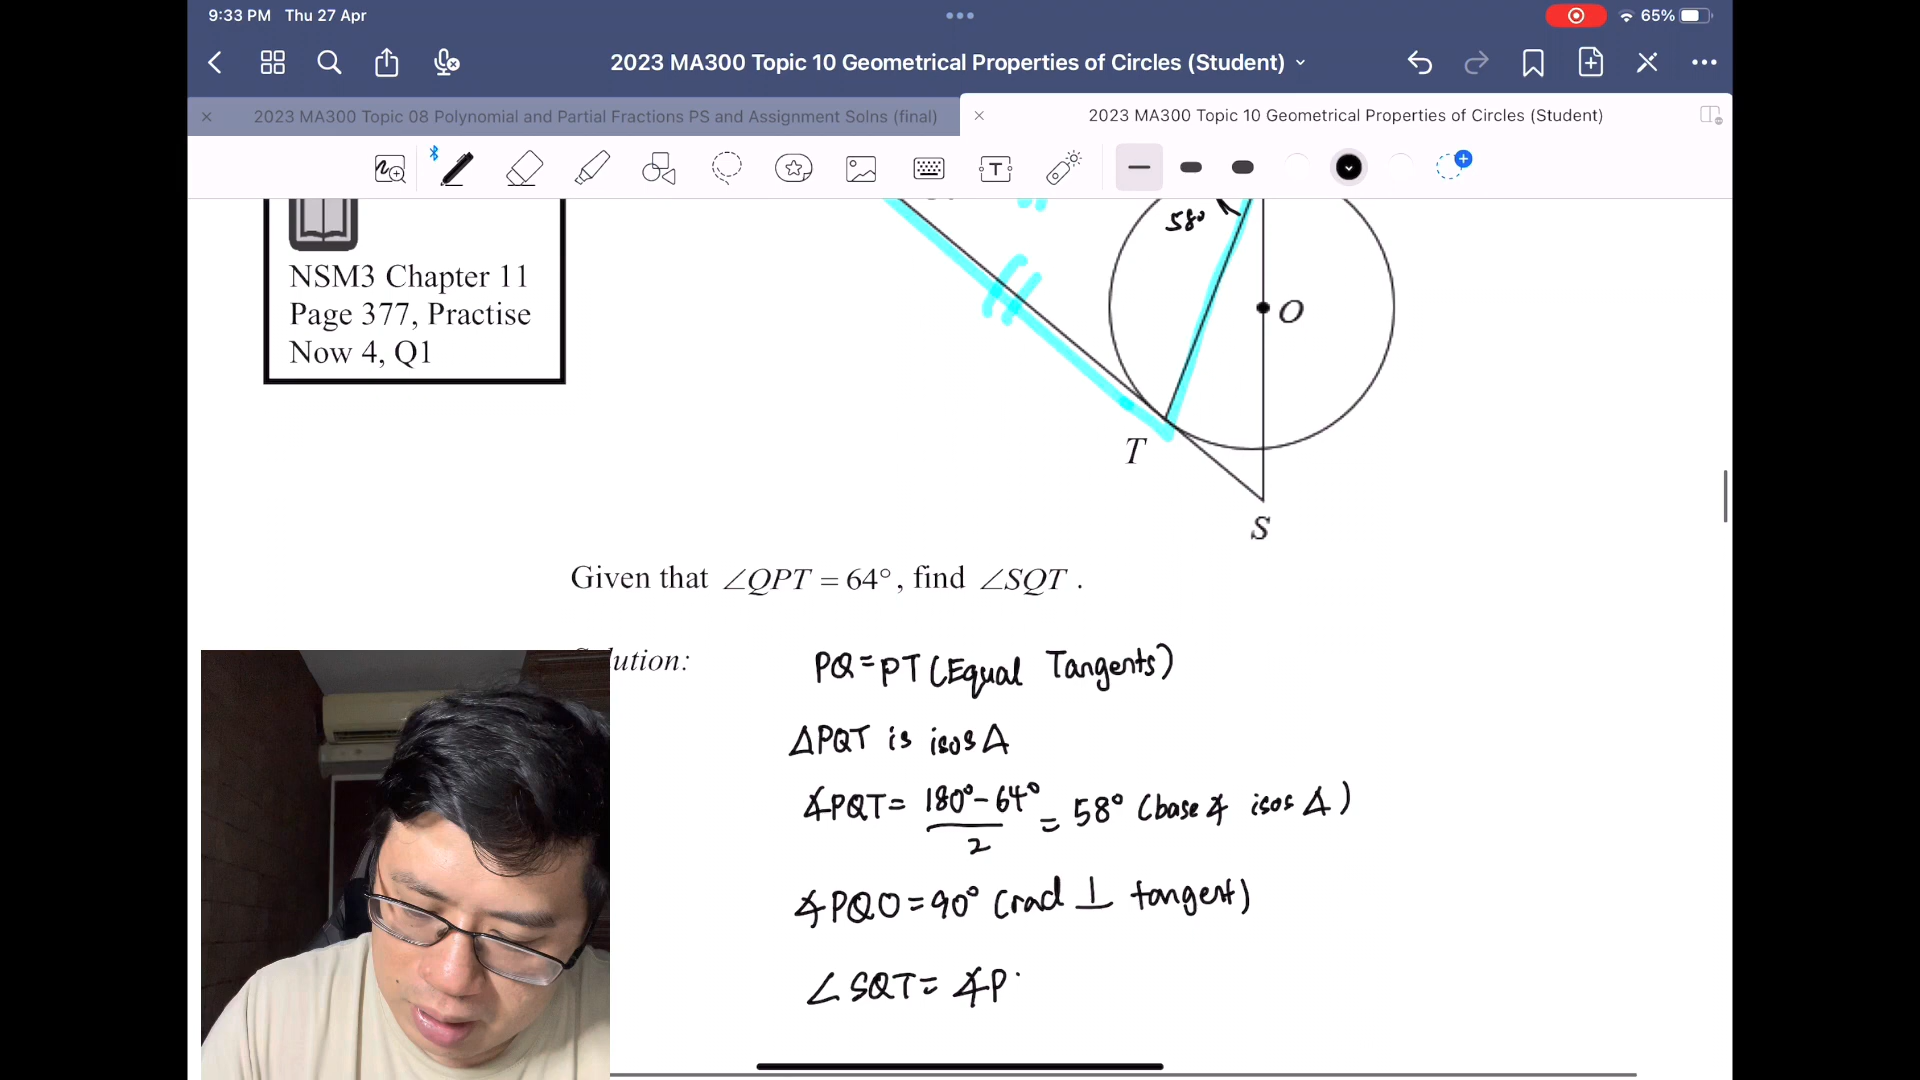 9:33 PM Thu 27 Apr
65%
2023 MA300 Topic 10 Geometrical Properties of Circles (Student)
2023 MA300 Topic 08 Polynomial and Partial Fractions PS and Assignment Solns (final)
2023 MA300 Topic 10 Geometrical Properties of Circles (Student)
T
58°
O
T
S
NSM3 Chapter 11
Page 377, Practise
Now 4, Q1
Given that ∠QPT = 64°, find ∠SQT .
lution:
PQ = PT (Equal Tangents)
△PQT is isos △
∡PQT = 180° - 64° / 2 = 58° (base ∡ isos △)
∡PQO = 90° (rad ⊥ tangent)
∠SQT = ∡P